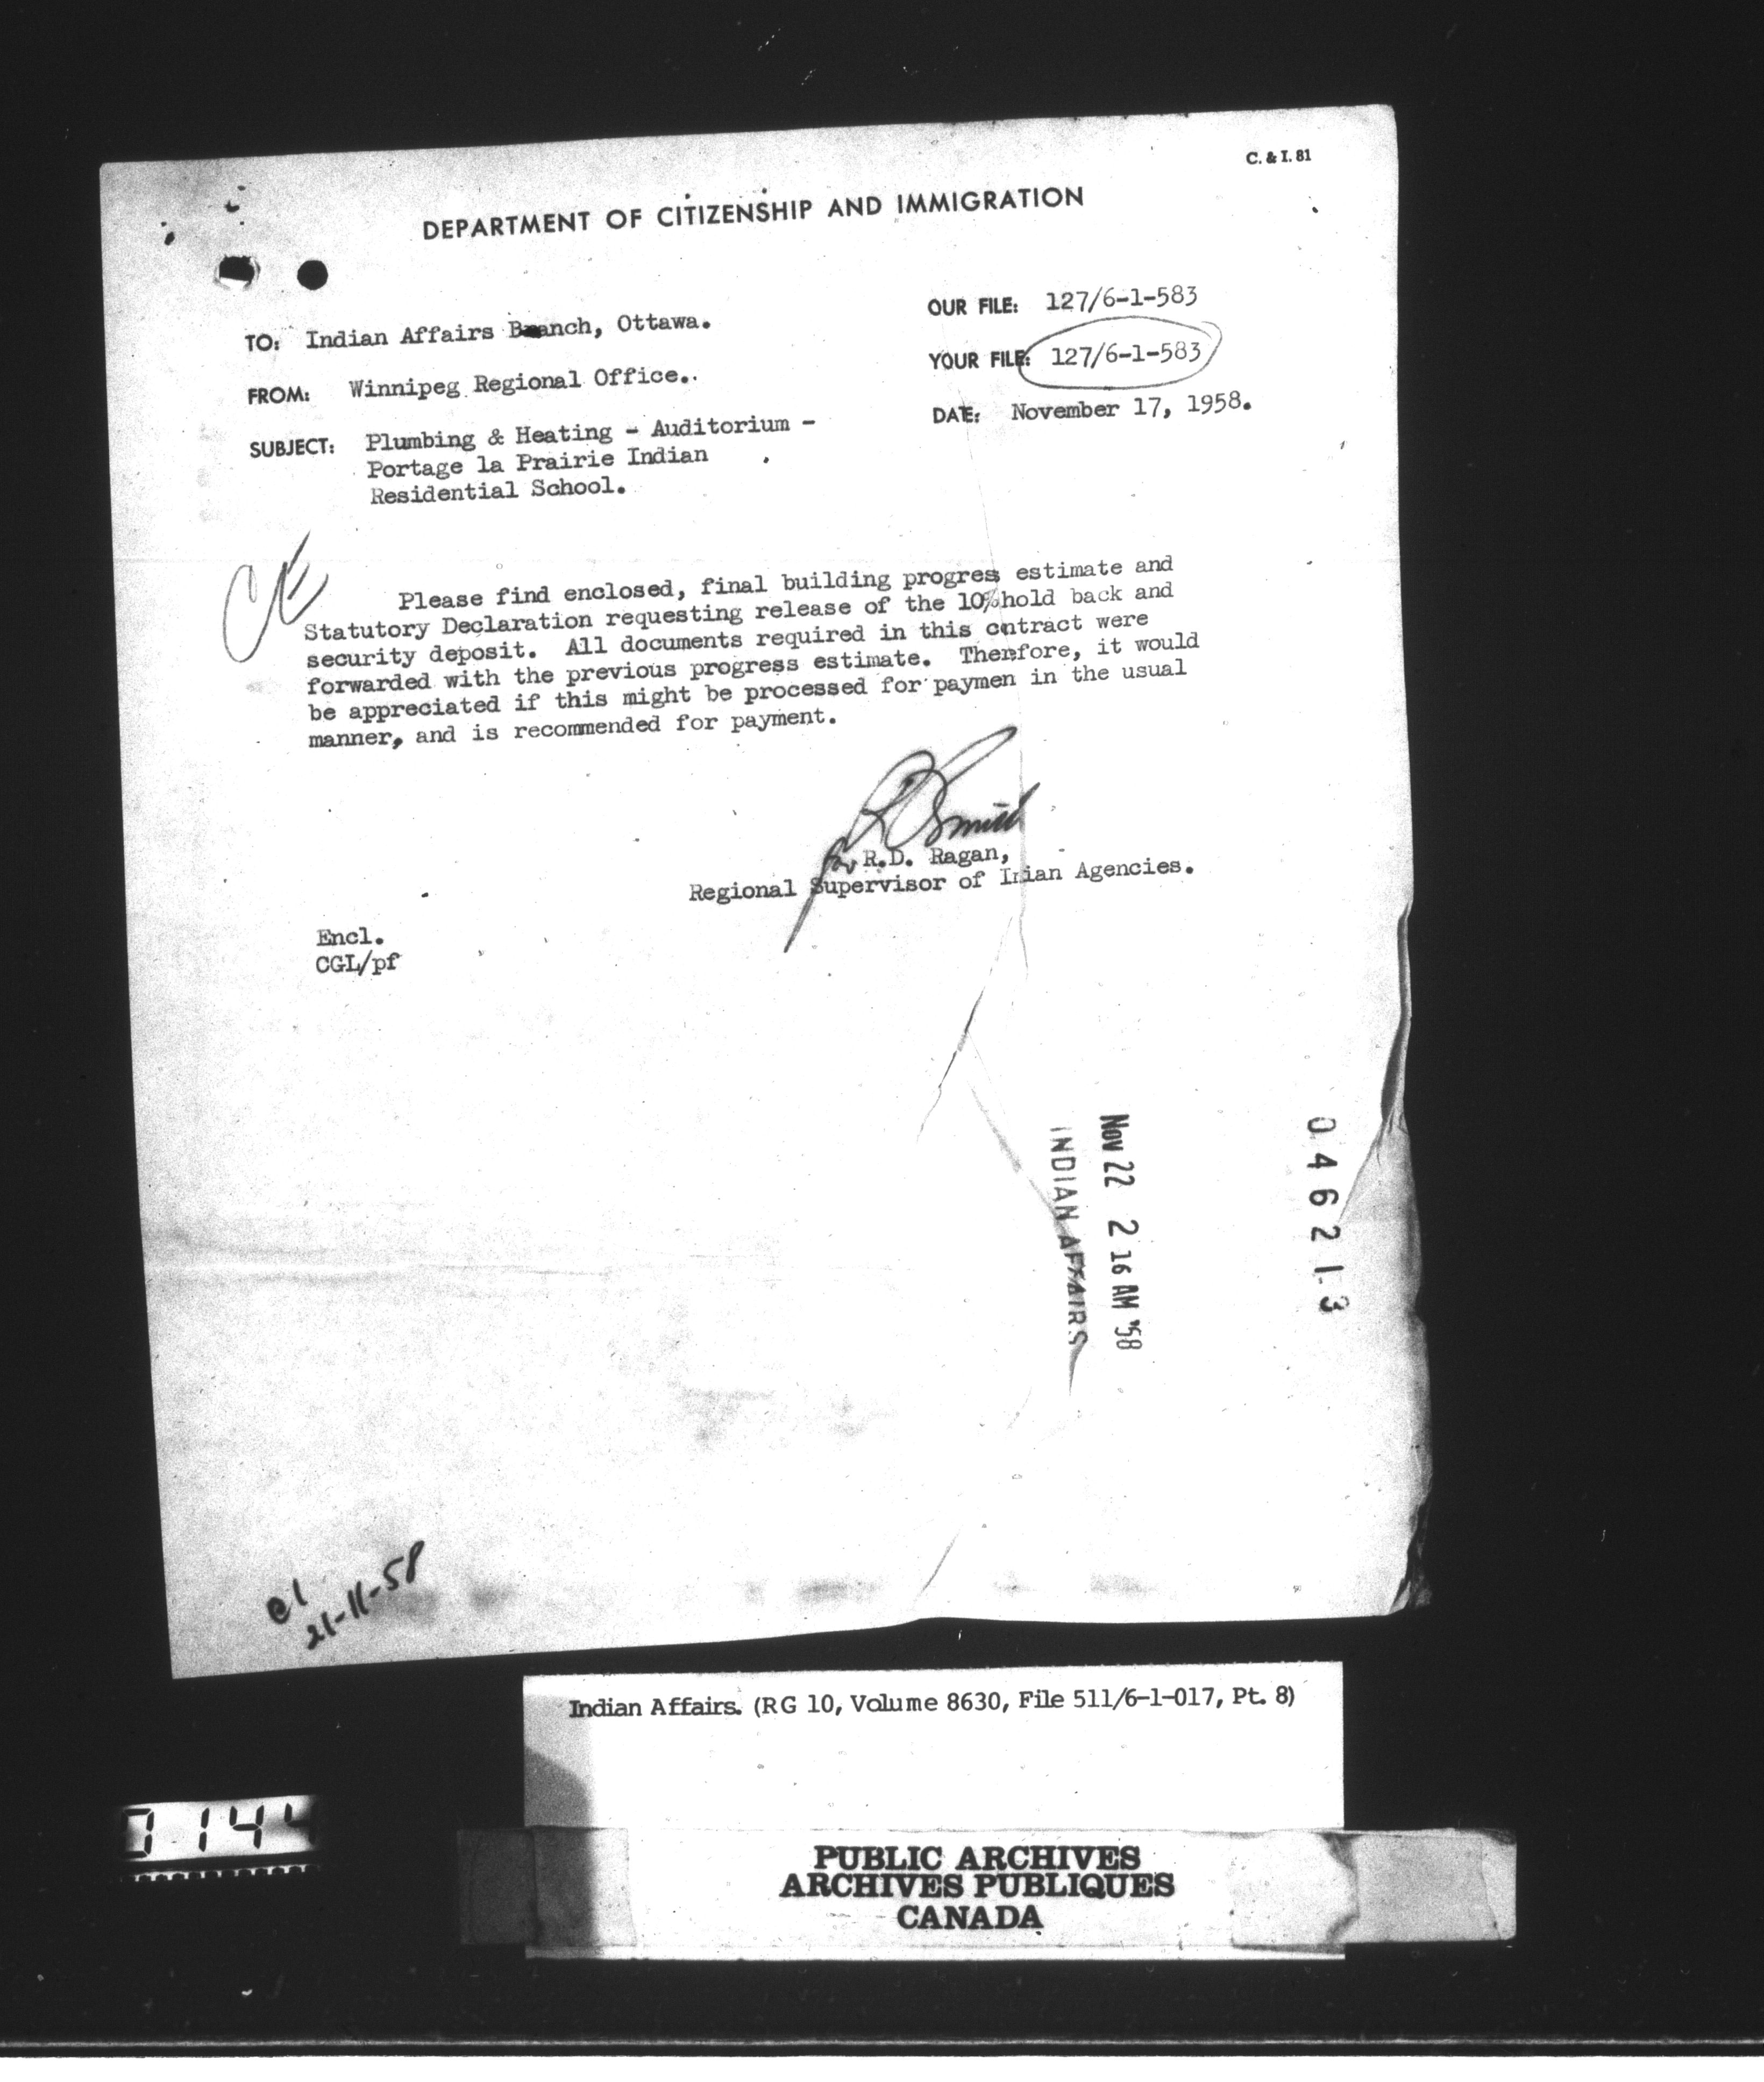 C. & I. 81
DEPARTMENT OF CITIZENSHIP AND IMMIGRATION
OUR FILE: 127/6-1-583
TO: Indian Affairs Branch, Ottawa.
YOUR FILE: 127/6-1-583
FROM: Winnipeg Regional Office.
DATE: November 17, 1958.
SUBJECT: Plumbing & Heating - Auditorium -
Portage la Prairie Indian
Residential School.
CE
Please find enclosed, final building progres estimate and
Statutory Declaration requesting release of the 10% hold back and
security deposit. All documents required in this cntract were
forwarded with the previous progress estimate. Thenfore, it would
be appreciated if this might be processed for paymen in the usual
manner, and is recommended for payment.
Smith
for R.D. Ragan,
Regional Supervisor of Inian Agencies.
Encl.
CGL/pf
Nov 22 2 16 AM '58
INDIAN AFFAIRS
046213
21-11-58
Indian Affairs. (RG 10, Volume 8630, File 511/6-1-017, Pt. 8)
PUBLIC ARCHIVES
ARCHIVES PUBLIQUES
CANADA